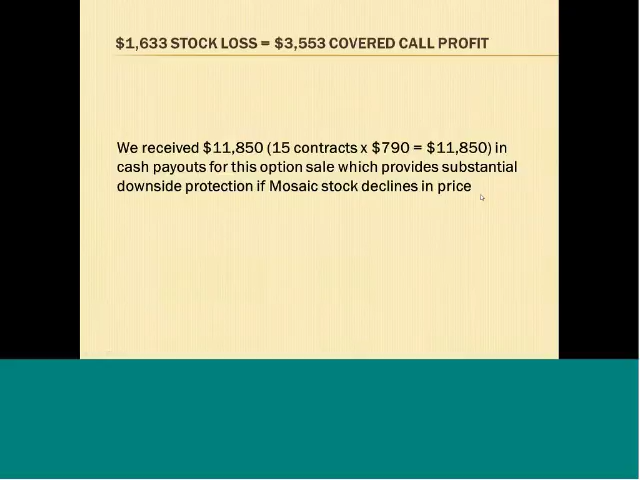 $1,633 STOCK LOSS = $3,553 COVERED CALL PROFIT
We received $11,850 (15 contracts x $790 = $11,850) in
cash payouts for this option sale which provides substantial
downside protection if Mosaic stock declines in price